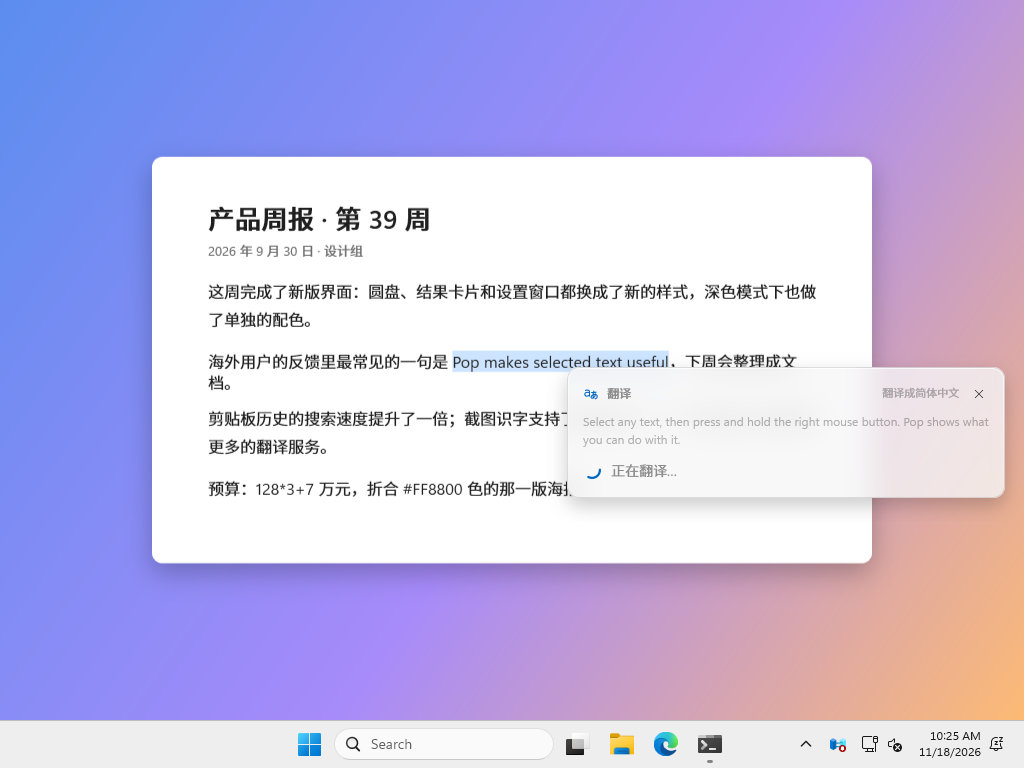 产品周报 · 第 39 周
2026 年 9 月 30 日 · 设计组
这周完成了新版界面：圆盘、结果卡片和设置窗口都换成了新的样式，深色模式下也做
了单独的配色。
海外用户的反馈里最常见的一句是 Pop makes selected text useful，下周会整理成文
档。
剪贴板历史的搜索速度提升了一倍；截图识字支持了
更多的翻译服务。
预算：128*3+7 万元，折合 #FF8800 色的那一版海报
翻译
翻译成简体中文
Select any text, then press and hold the right mouse button. Pop shows what
you can do with it.
正在翻译...
Search
10:25 AM
11/18/2026